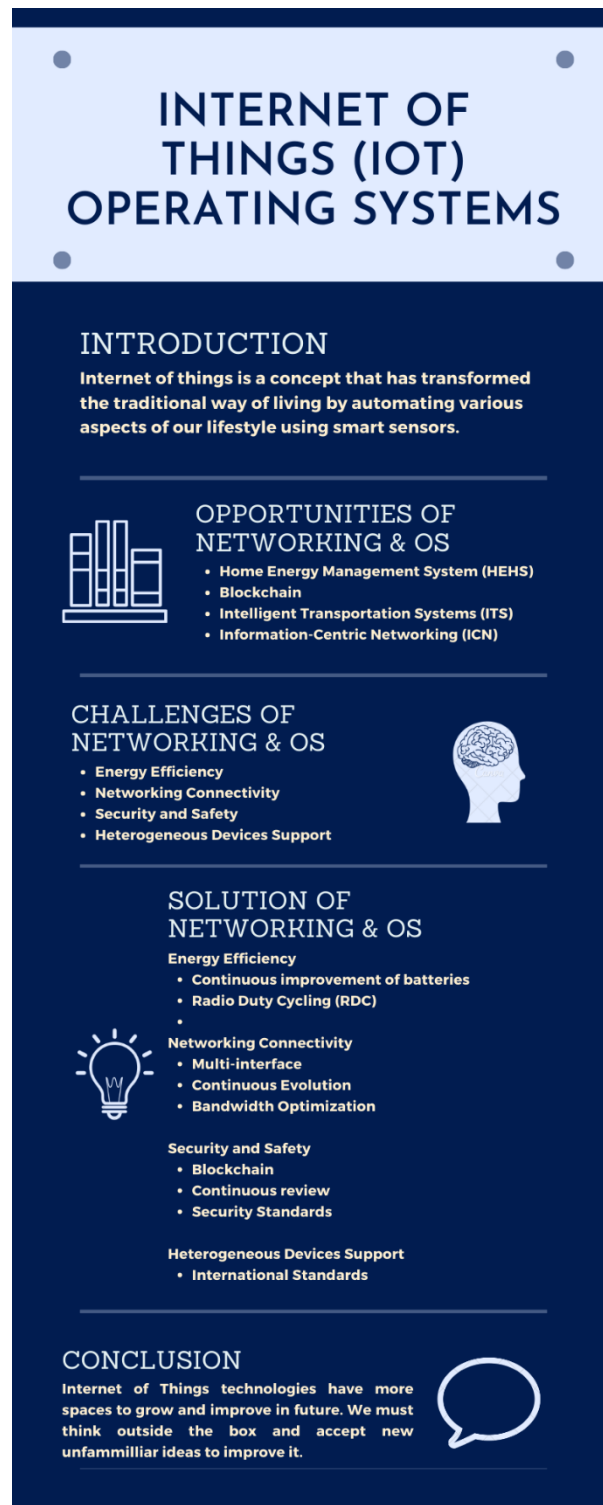 INTERNET OF
THINGS (IOT)
OPERATING SYSTEMS
INTRODUCTION
Internet of things is a concept that has transformed
the traditional way of living by automating various
aspects of our lifestyle using smart sensors.
OPPORTUNITIES OF
NETWORKING & OS
• Home Energy Management System (HEHS)
• Blockchain
• Intelligent Transportation Systems (ITS)
• Information-Centric Networking (ICN)
CHALLENGES OF
NETWORKING & OS
• Energy Efficiency
• Networking Connectivity
• Security and Safety
• Heterogeneous Devices Support
SOLUTION OF
NETWORKING & OS
Energy Efficiency
• Continuous improvement of batteries
• Radio Duty Cycling (RDC)
•
Networking Connectivity
• Multi-interface
• Continuous Evolution
• Bandwidth Optimization
Security and Safety
• Blockchain
• Continuous review
• Security Standards
Heterogeneous Devices Support
• International Standards
CONCLUSION
Internet of Things technologies have more
spaces to grow and improve in future. We must
think outside the box and accept new
unfammilliar ideas to improve it.